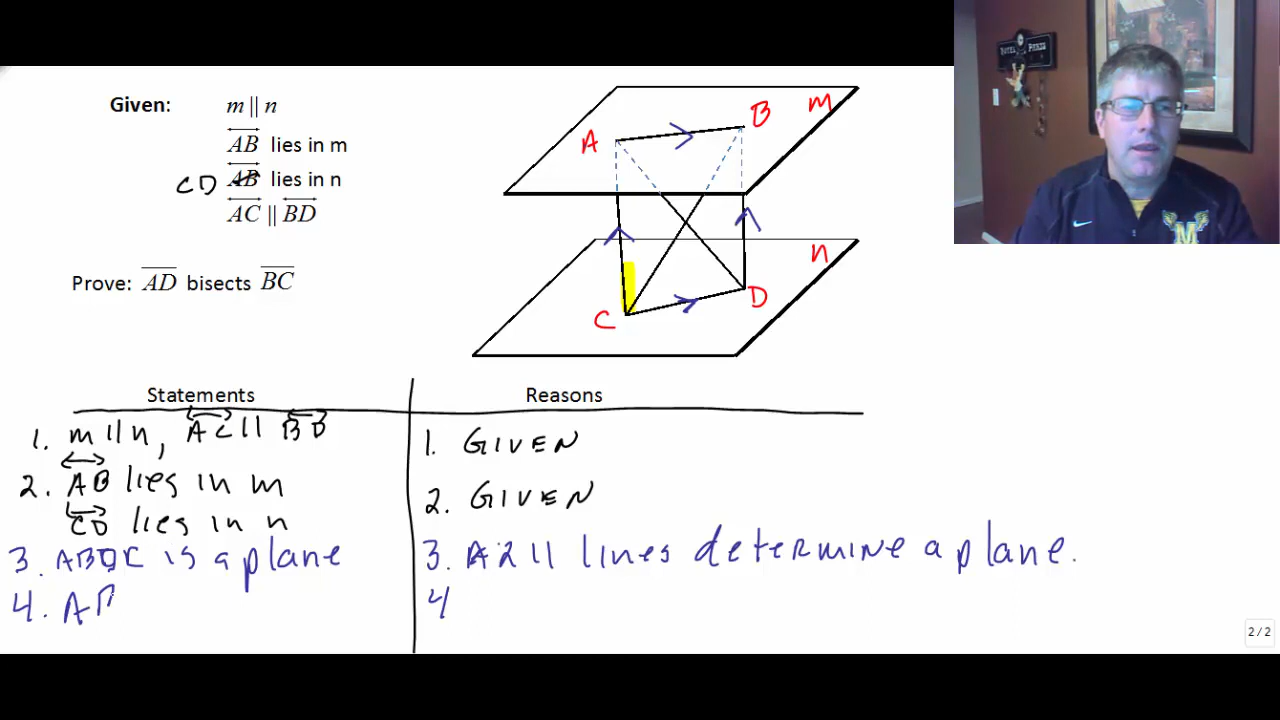 HOTEL PARIS
M
Given: m || n
AB lies in m
CD AB lies in n
AC || BD
Prove: AD bisects BC
A
B
m
n
C
D
Statements
Reasons
1. m || n, AC || BD
1. GIVEN
2. AB lies in m
2. GIVEN
CD lies in n
3. ABDC is a plane
3. A 2 || lines determine a plane.
4. A
4
2 / 2